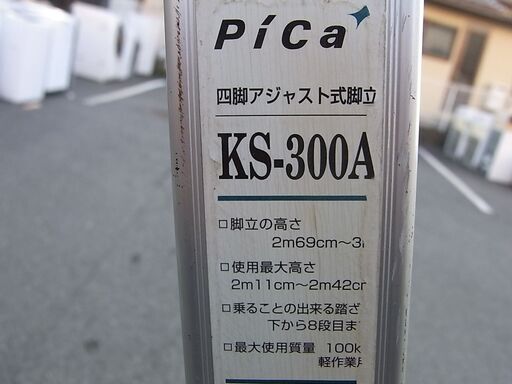 PiCa
四脚アジャスト式脚立
KS-300A
□脚立の高さ
2m69cm～3
□使用最大高さ
2m11cm～2m42cm
□乗ることの出来る踏ざ
下から8段目ま
□最大使用質量 100k
軽作業用